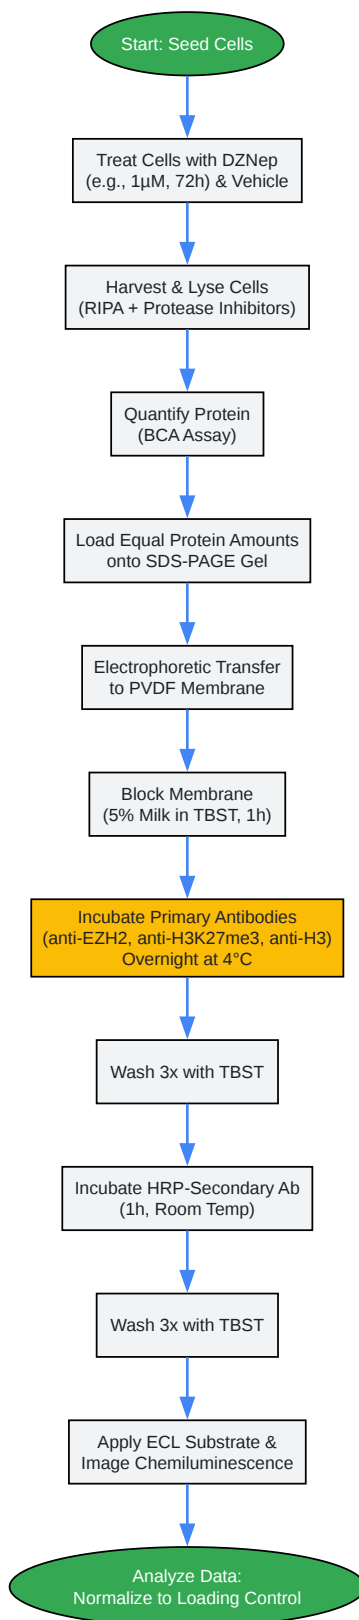 Start: Seed Cells
Treat Cells with DZNep
(e.g., 1µM, 72h) & Vehicle
Harvest & Lyse Cells
(RIPA + Protease Inhibitors)
Quantify Protein
(BCA Assay)
Load Equal Protein Amounts
onto SDS-PAGE Gel
Electrophoretic Transfer
to PVDF Membrane
Block Membrane
(5% Milk in TBST, 1h)
Incubate Primary Antibodies
(anti-EZH2, anti-H3K27me3, anti-H3)
Overnight at 4°C
Wash 3x with TBST
Incubate HRP-Secondary Ab
(1h, Room Temp)
Wash 3x with TBST
Apply ECL Substrate &
Image Chemiluminescence
Analyze Data:
Normalize to Loading Control